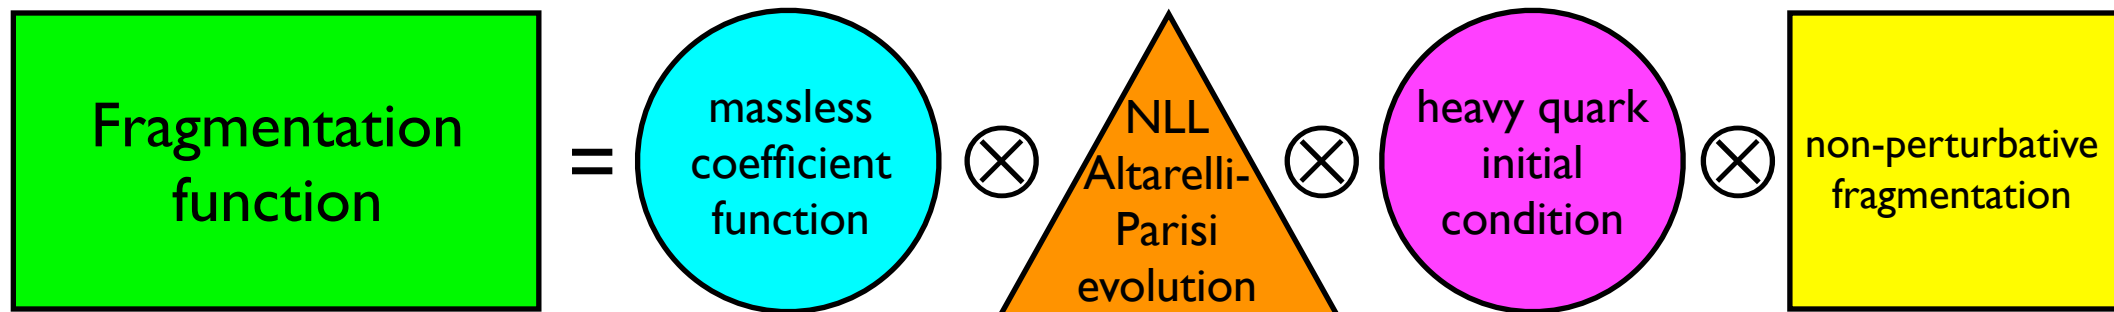 Fragmentation
function
=
massless
coefficient
function
⊗
NLL
Altarelli-
Parisi
evolution
⊗
heavy quark
initial
condition
⊗
non-perturbative
fragmentation